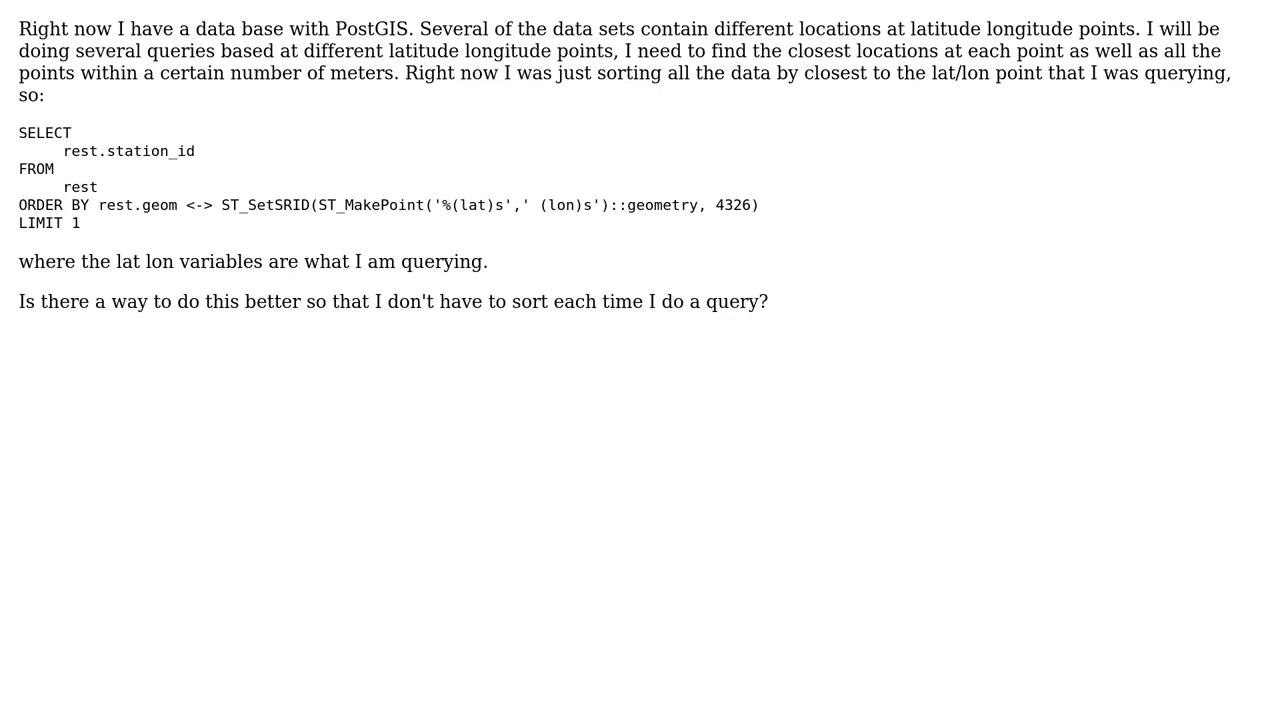 Right now I have a data base with PostGIS. Several of the data sets contain different locations at latitude longitude points. I will be
doing several queries based at different latitude longitude points, I need to find the closest locations at each point as well as all the
points within a certain number of meters. Right now I was just sorting all the data by closest to the lat/lon point that I was querying,
so:
SELECT
     rest.station_id
FROM
     rest
ORDER BY rest.geom <-> ST_SetSRID(ST_MakePoint('%(lat)s',' (lon)s')::geometry, 4326)
LIMIT 1
where the lat lon variables are what I am querying.
Is there a way to do this better so that I don't have to sort each time I do a query?